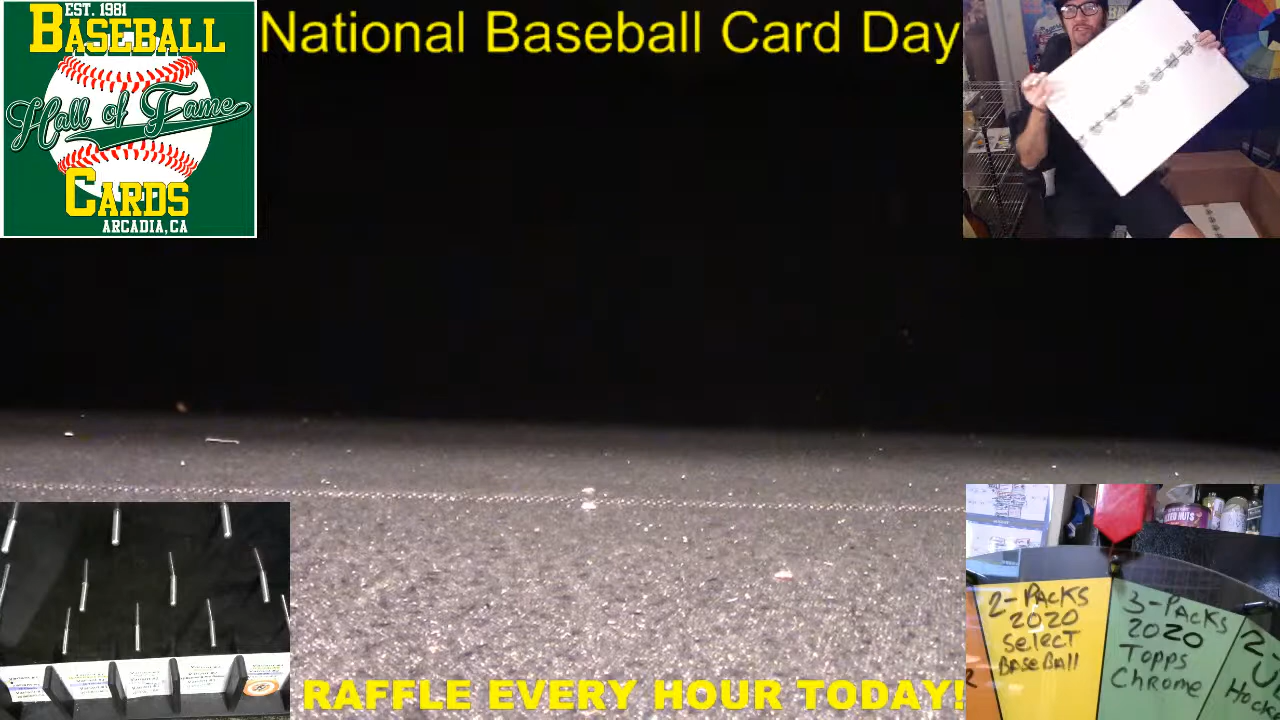 EST. 1981
BASEBALL
Hall of Fame
CARDS
ARCADIA, CA
National Baseball Card Day
2-PACKS
2020
Select
BASEBALL
3-PACKS
2020
Topps
Chrome
2-
Hock
RAFFLE EVERY HOUR TODAY!